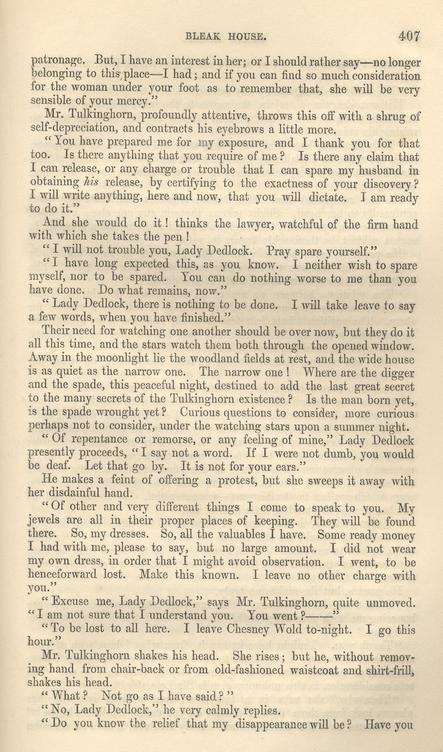 BLEAK HOUSE. 407
patronage. But, I have an interest in her; or I should rather say—no longer
belonging to this place—I had; and if you can find so much consideration
for the woman under your foot as to remember that, she will be very
sensible of your mercy.”
Mr. Tulkinghorn, profoundly attentive, throws this off with a shrug of
self-depreciation, and contracts his eyebrows a little more.
“You have prepared me for my exposure, and I thank you for that
too. Is there anything that you require of me? Is there any claim that
I can release, or any charge or trouble that I can spare my husband in
obtaining his release, by certifying to the exactness of your discovery?
I will write anything, here and now, that you will dictate. I am ready
to do it.”
And she would do it! thinks the lawyer, watchful of the firm hand
with which she takes the pen!
“I will not trouble you, Lady Dedlock. Pray spare yourself.”
“I have long expected this, as you know. I neither wish to spare
myself, nor to be spared. You can do nothing worse to me than you
have done. Do what remains, now.”
“Lady Dedlock, there is nothing to be done. I will take leave to say
a few words, when you have finished.”
Their need for watching one another should be over now, but they do it
all this time, and the stars watch them both through the opened window.
Away in the moonlight lie the woodland fields at rest, and the wide house
is as quiet as the narrow one. The narrow one! Where are the digger
and the spade, this peaceful night, destined to add the last great secret
to the many secrets of the Tulkinghorn existence? Is the man born yet,
is the spade wrought yet? Curious questions to consider, more curious
perhaps not to consider, under the watching stars upon a summer night.
“Of repentance or remorse, or any feeling of mine,” Lady Dedlock
presently proceeds, “I say not a word. If I were not dumb, you would
be deaf. Let that go by. It is not for your ears.”
He makes a feint of offering a protest, but she sweeps it away with
her disdainful hand.
“Of other and very different things I come to speak to you. My
jewels are all in their proper places of keeping. They will be found
there. So, my dresses. So, all the valuables I have. Some ready money
I had with me, please to say, but no large amount. I did not wear
my own dress, in order that I might avoid observation. I went, to be
henceforward lost. Make this known. I leave no other charge with
you.”
“Excuse me, Lady Dedlock,” says Mr. Tulkinghorn, quite unmoved.
“I am not sure that I understand you. You went?——”
“To be lost to all here. I leave Chesney Wold to-night. I go this
hour.”
Mr. Tulkinghorn shakes his head. She rises; but he, without remov-
ing hand from chair-back or from old-fashioned waistcoat and shirt-frill,
shakes his head.
“What? Not go as I have said?”
“No, Lady Dedlock,” he very calmly replies.
“Do you know the relief that my disappearance will be? Have you